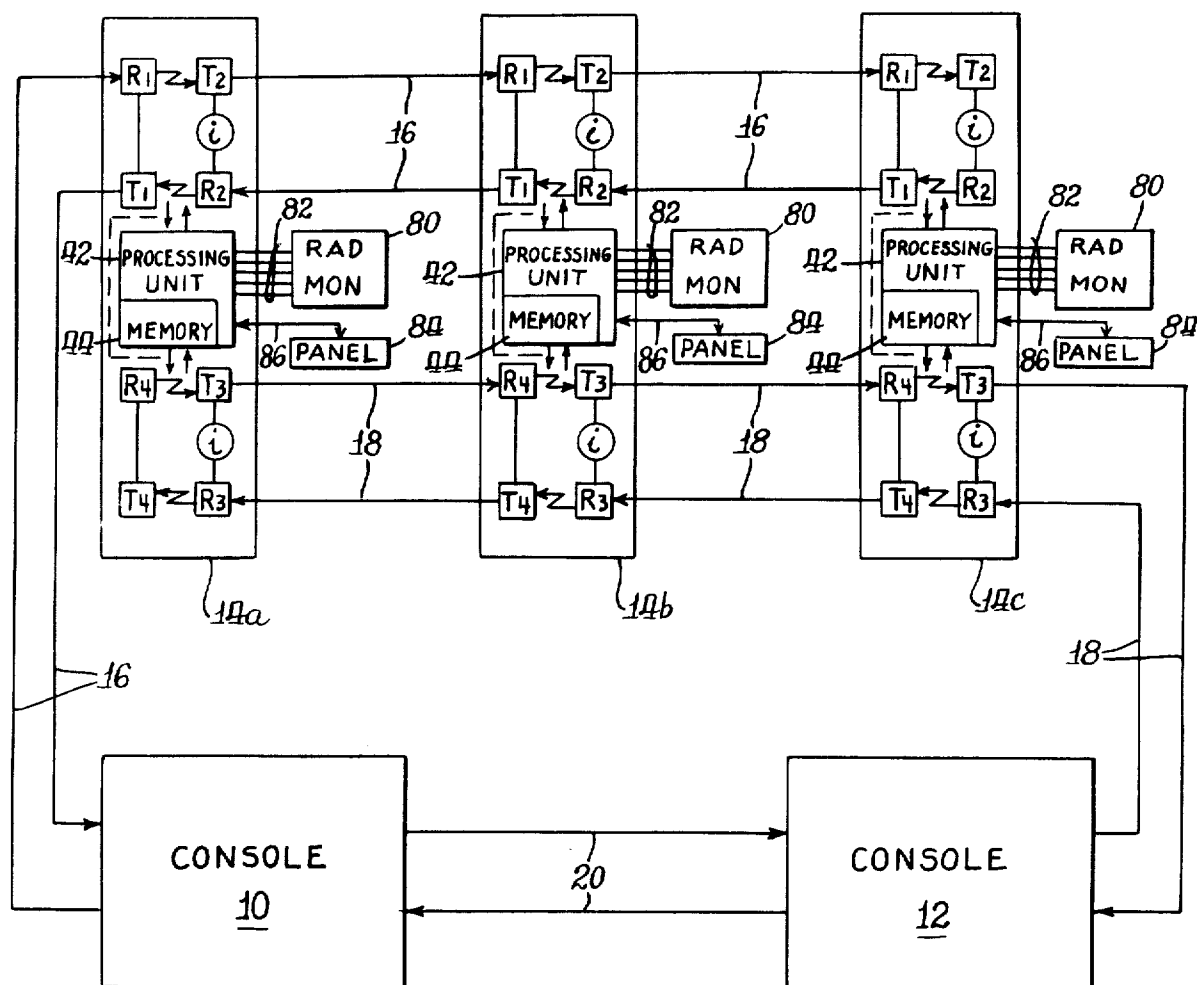 R1 T2 R1 T2 R1 T2
16 16
i i i
T1 R2 T1 R2 T1 R2
82 80 82 80 82 80
42 PROCESSING UNIT RAD MON 42 PROCESSING UNIT RAD MON 42 PROCESSING UNIT RAD MON
44 MEMORY 86 PANEL 84 44 MEMORY 86 PANEL 84 44 MEMORY 86 PANEL 84
R4 T3 R4 T3 R4 T3
18 18
i i i
T4 R3 T4 R3 T4 R3
14a 14b 14c
16 18
CONSOLE 20 CONSOLE
10 12